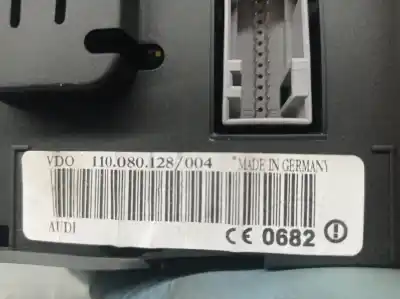 VDO 110.080.128/004 "MADE IN GERMANY
AUDI CE 0682